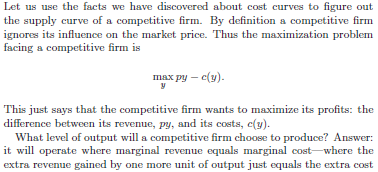 Let us use the facts we have discovered about cost curves to figure out
the supply curve of a competitive firm. By definition a competitive firm
ignores its influence on the market price. Thus the maximization problem
facing a competitive firm is
max py − c(y).
y
This just says that the competitive firm wants to maximize its profits: the
difference between its revenue, py, and its costs, c(y).
What level of output will a competitive firm choose to produce? Answer:
it will operate where marginal revenue equals marginal cost—where the
extra revenue gained by one more unit of output just equals the extra cost